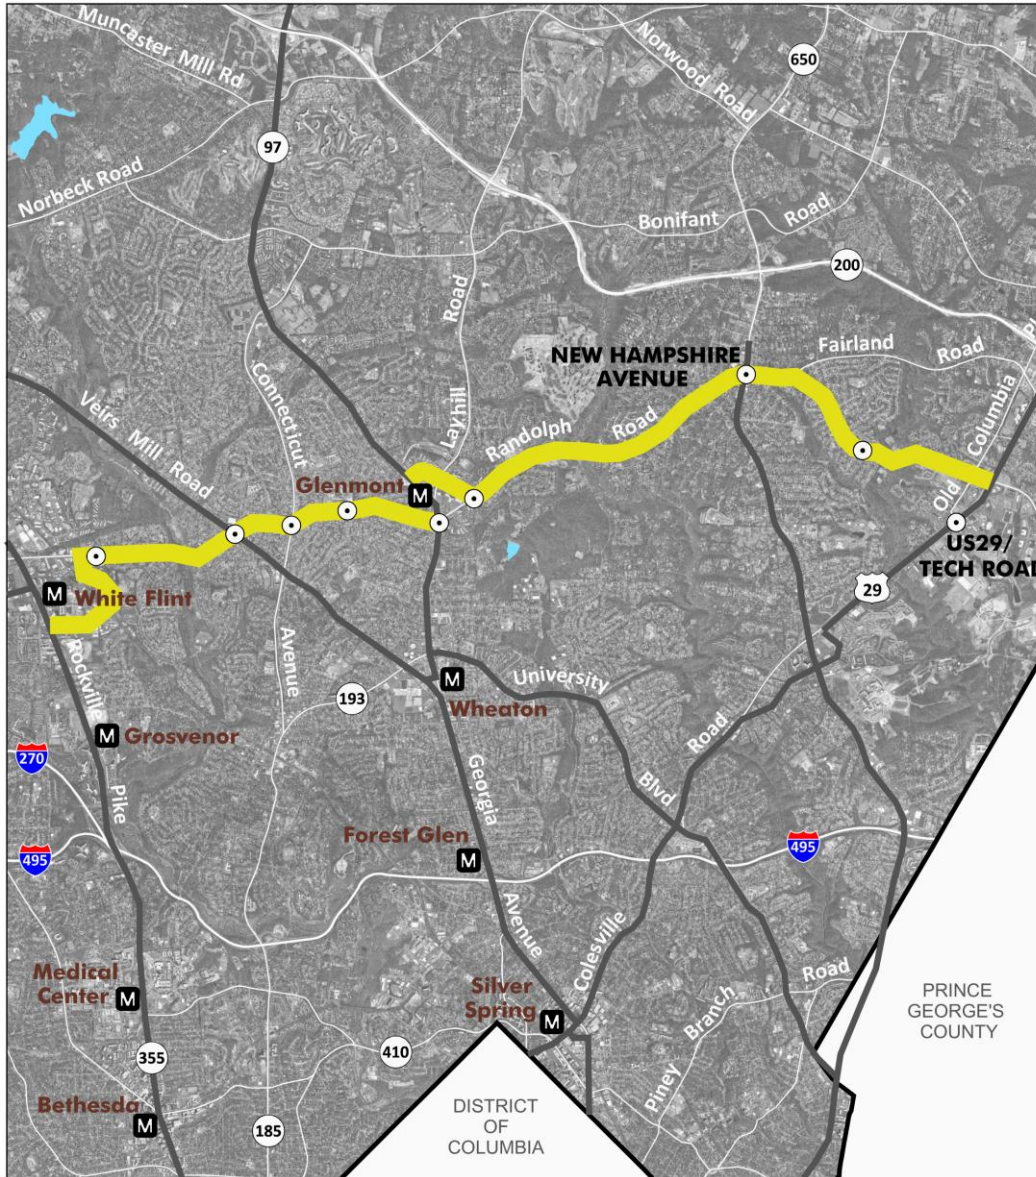 Muncaster
Mill Rd
Norwood
Road
650
97
Norbeck Road
Bonifant
Road
200
Road
Layhill
NEW HAMPSHIRE
AVENUE
Fairland
Road
Connecticut
Veirs
Mill Road
Randolph
Road
Columbia
Old
Glenmont
M
US29/
TECH ROAD
M
White Flint
29
Rockville
Avenue
University
193
M
Wheaton
Road
M
Grosvenor
270
Pike
Georgia
Blvd
Forest Glen
M
495
495
Avenue
Colesville
Medical
Center
M
Silver
Spring
M
Branch
Road
Piney
PRINCE
GEORGE'S
COUNTY
355
410
Bethesda
M
185
DISTRICT
OF
COLUMBIA